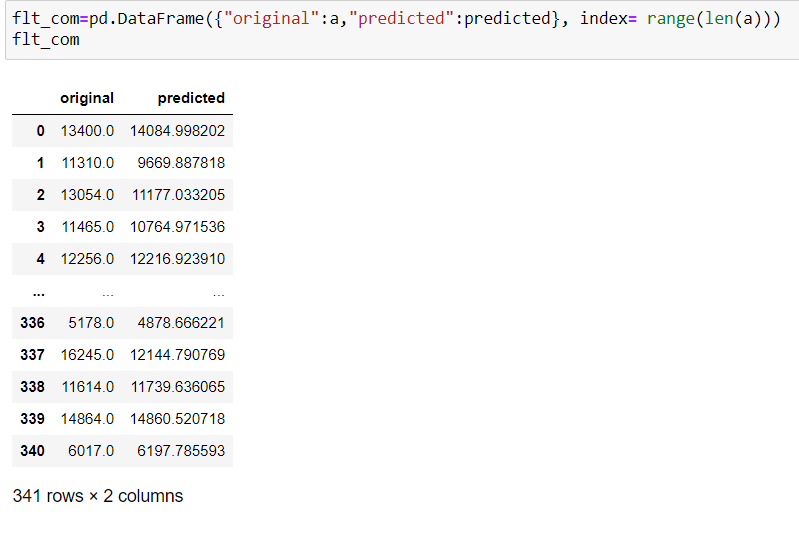 flt_com=pd.DataFrame({"original":a,"predicted":predicted}, index= range(len(a)))
flt_com
original predicted
0 13400.0 14084.998202
1 11310.0 9669.887818
2 13054.0 11177.033205
3 11465.0 10764.971536
4 12256.0 12216.923910
... ... ...
336 5178.0 4878.666221
337 16245.0 12144.790769
338 11614.0 11739.636065
339 14864.0 14860.520718
340 6017.0 6197.785593
341 rows × 2 columns